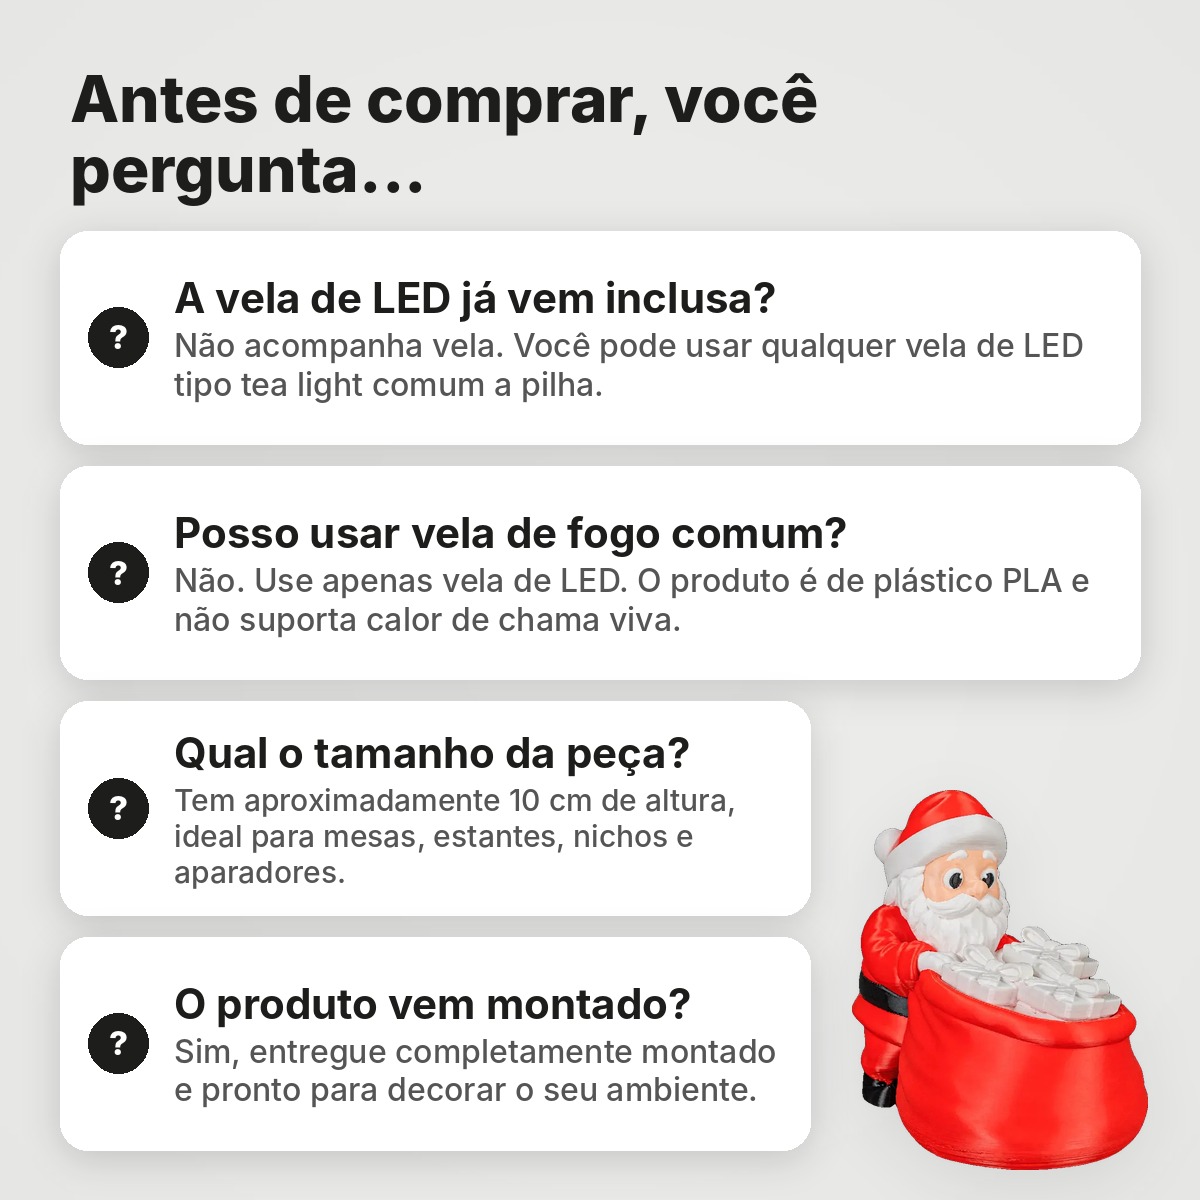 Antes de comprar, você
pergunta...
?
A vela de LED já vem inclusa?
Não acompanha vela. Você pode usar qualquer vela de LED
tipo tea light comum a pilha.
?
Posso usar vela de fogo comum?
Não. Use apenas vela de LED. O produto é de plástico PLA e
não suporta calor de chama viva.
?
Qual o tamanho da peça?
Tem aproximadamente 10 cm de altura,
ideal para mesas, estantes, nichos e
aparadores.
?
O produto vem montado?
Sim, entregue completamente montado
e pronto para decorar o seu ambiente.